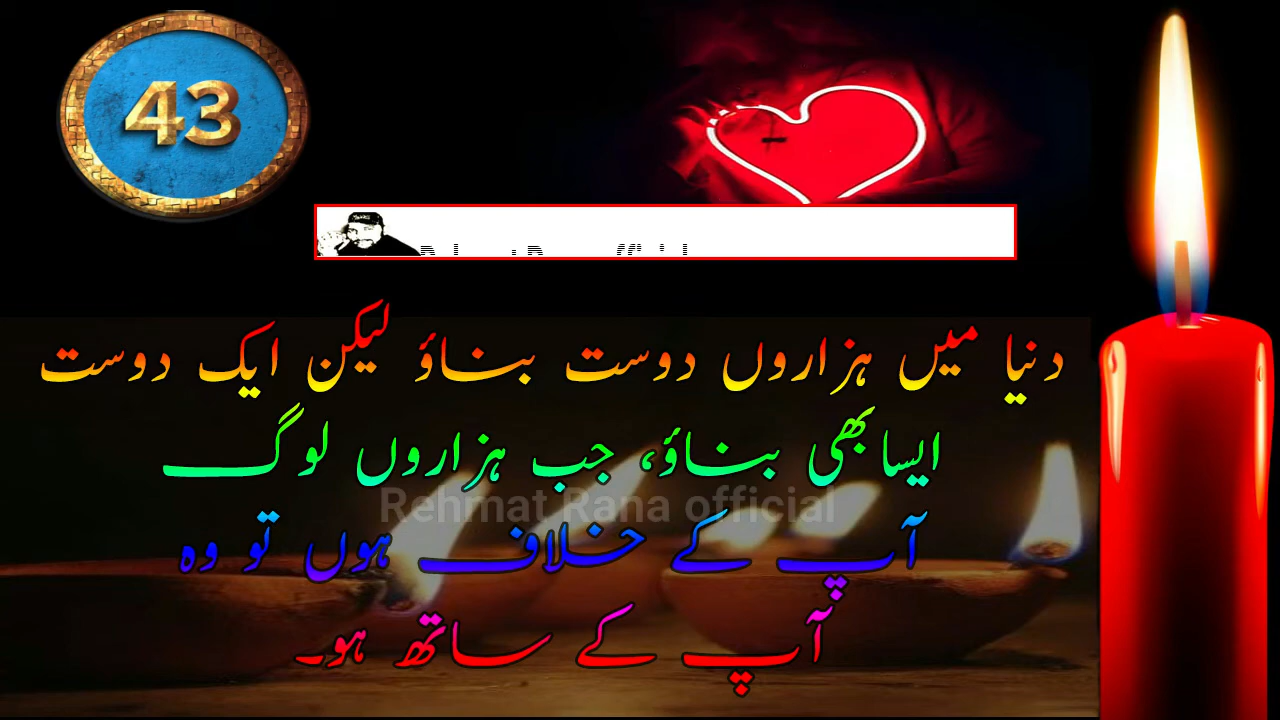 43
دنیا میں ہزاروں دوست بناؤ لیکن ایک دوست
ایسا بھی بناؤ، جب ہزاروں لوگ
Rehmat Rana official
آپ کے خلاف ہوں تو وہ
آپ کے ساتھ ہو۔